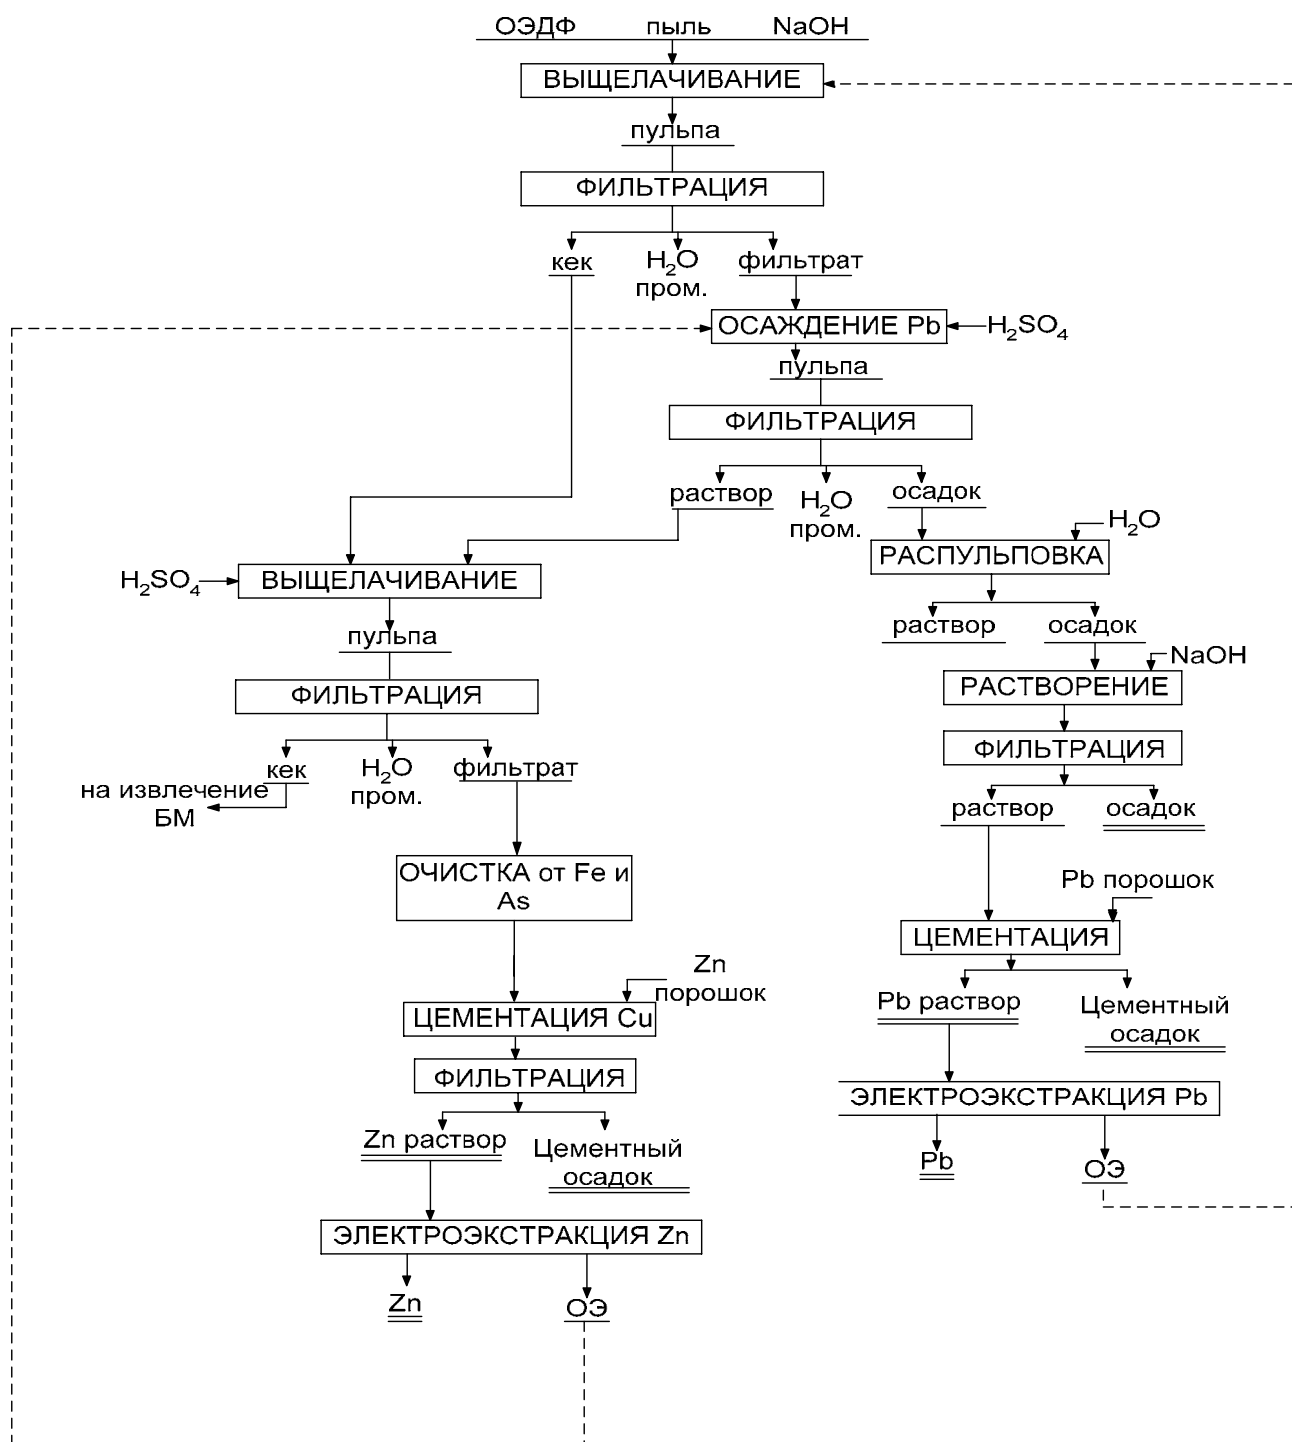 ОЭДФ пыль NaOH
ВЫЩЕЛАЧИВАНИЕ
пульпа
ФИЛЬТРАЦИЯ
кек
H₂O
пром.
фильтрат
ОСАЖДЕНИЕ Pb
H₂SO₄
пульпа
ФИЛЬТРАЦИЯ
раствор
H₂O
пром.
осадок
H₂O
РАСПУЛЬПОВКА
H₂SO₄
ВЫЩЕЛАЧИВАНИЕ
раствор
осадок
пульпа
NaOH
РАСТВОРЕНИЕ
ФИЛЬТРАЦИЯ
ФИЛЬТРАЦИЯ
кек
H₂O
пром.
фильтрат
на извлечение
БМ
раствор
осадок
ОЧИСТКА от Fe и
As
Pb порошок
ЦЕМЕНТАЦИЯ
Zn
порошок
Pb раствор
Цементный
осадок
ЦЕМЕНТАЦИЯ Cu
ФИЛЬТРАЦИЯ
ЭЛЕКТРОЭКСТРАКЦИЯ Pb
Zn раствор
Цементный
осадок
Pb
ОЭ
ЭЛЕКТРОЭКСТРАКЦИЯ Zn
Zn
ОЭ